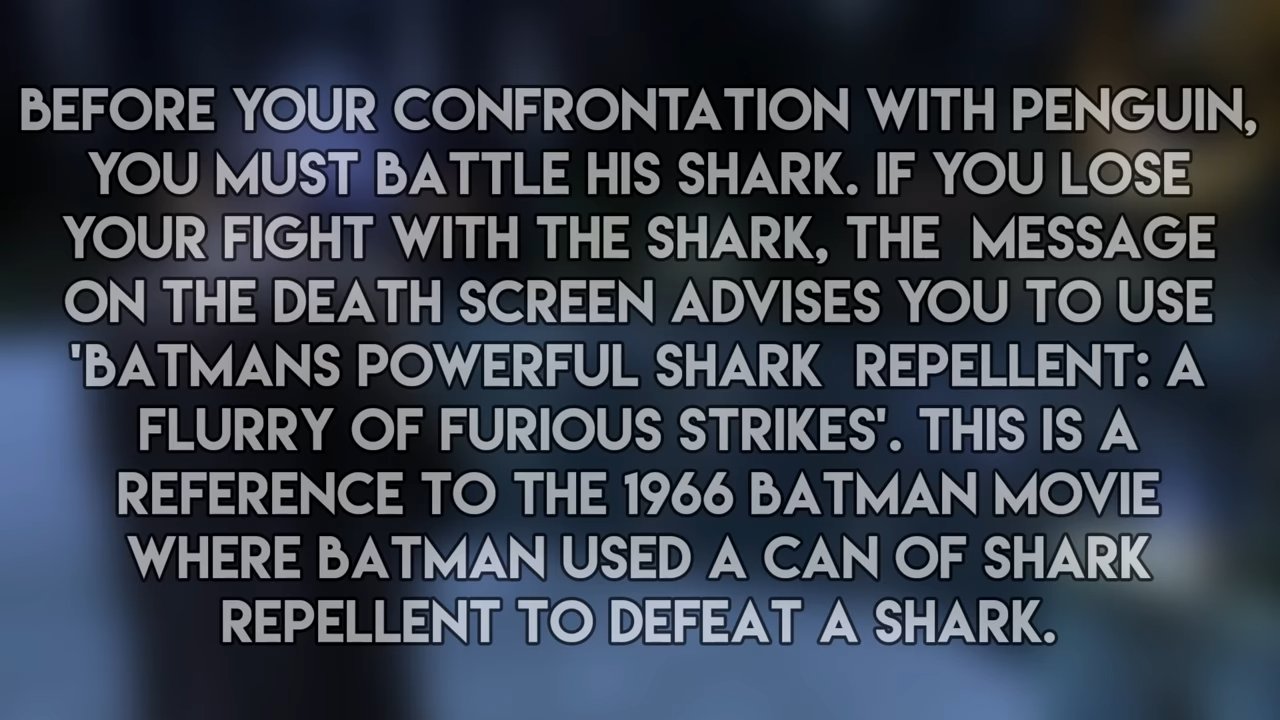 BEFORE YOUR CONFRONTATION WITH PENGUIN,
YOU MUST BATTLE HIS SHARK. IF YOU LOSE
YOUR FIGHT WITH THE SHARK, THE MESSAGE
ON THE DEATH SCREEN ADVISES YOU TO USE
'BATMANS POWERFUL SHARK REPELLENT: A
FLURRY OF FURIOUS STRIKES'. THIS IS A
REFERENCE TO THE 1966 BATMAN MOVIE
WHERE BATMAN USED A CAN OF SHARK
REPELLENT TO DEFEAT A SHARK.